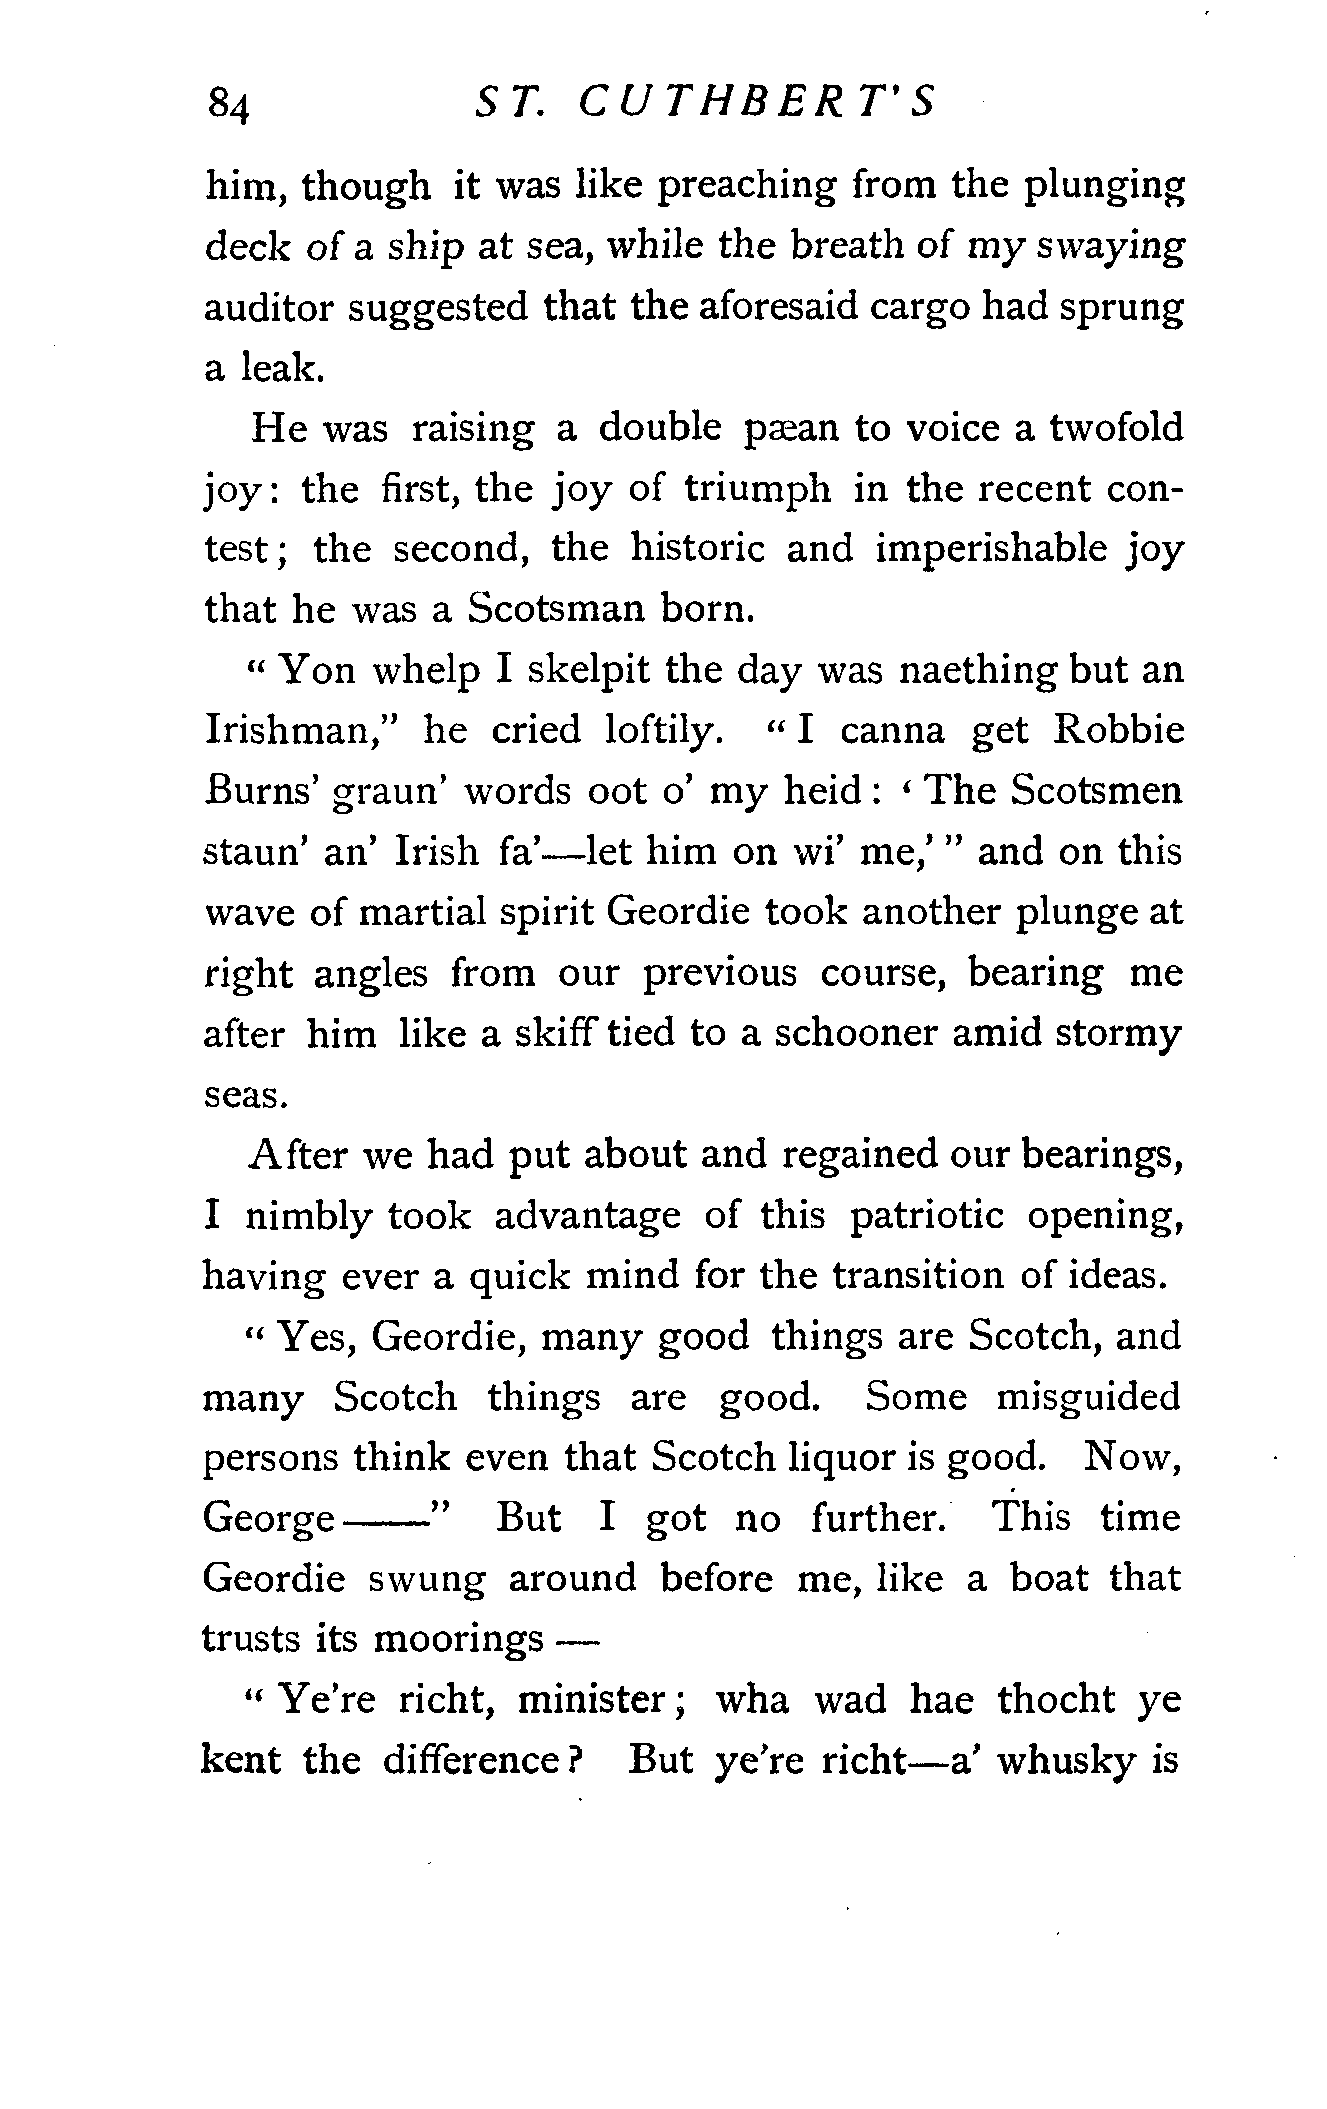 84 ST. CUTHBERT'S
him, though it was like preaching from the plunging
deck of a ship at sea, while the breath of my swaying
auditor suggested that the aforesaid cargo had sprung
a leak.
He was raising a double pæan to voice a twofold
joy: the first, the joy of triumph in the recent con-
test; the second, the historic and imperishable joy
that he was a Scotsman born.
“Yon whelp I skelpit the day was naething but an
Irishman,” he cried loftily. “I canna get Robbie
Burns’ graun’ words oot o’ my heid: ‘The Scotsmen
staun’ an’ Irish fa’—let him on wi’ me,’” and on this
wave of martial spirit Geordie took another plunge at
right angles from our previous course, bearing me
after him like a skiff tied to a schooner amid stormy
seas.
After we had put about and regained our bearings,
I nimbly took advantage of this patriotic opening,
having ever a quick mind for the transition of ideas.
“Yes, Geordie, many good things are Scotch, and
many Scotch things are good. Some misguided
persons think even that Scotch liquor is good. Now,
George——” But I got no further. This time
Geordie swung around before me, like a boat that
trusts its moorings —
“Ye’re richt, minister; wha wad hae thocht ye
kent the difference? But ye’re richt—a’ whusky is